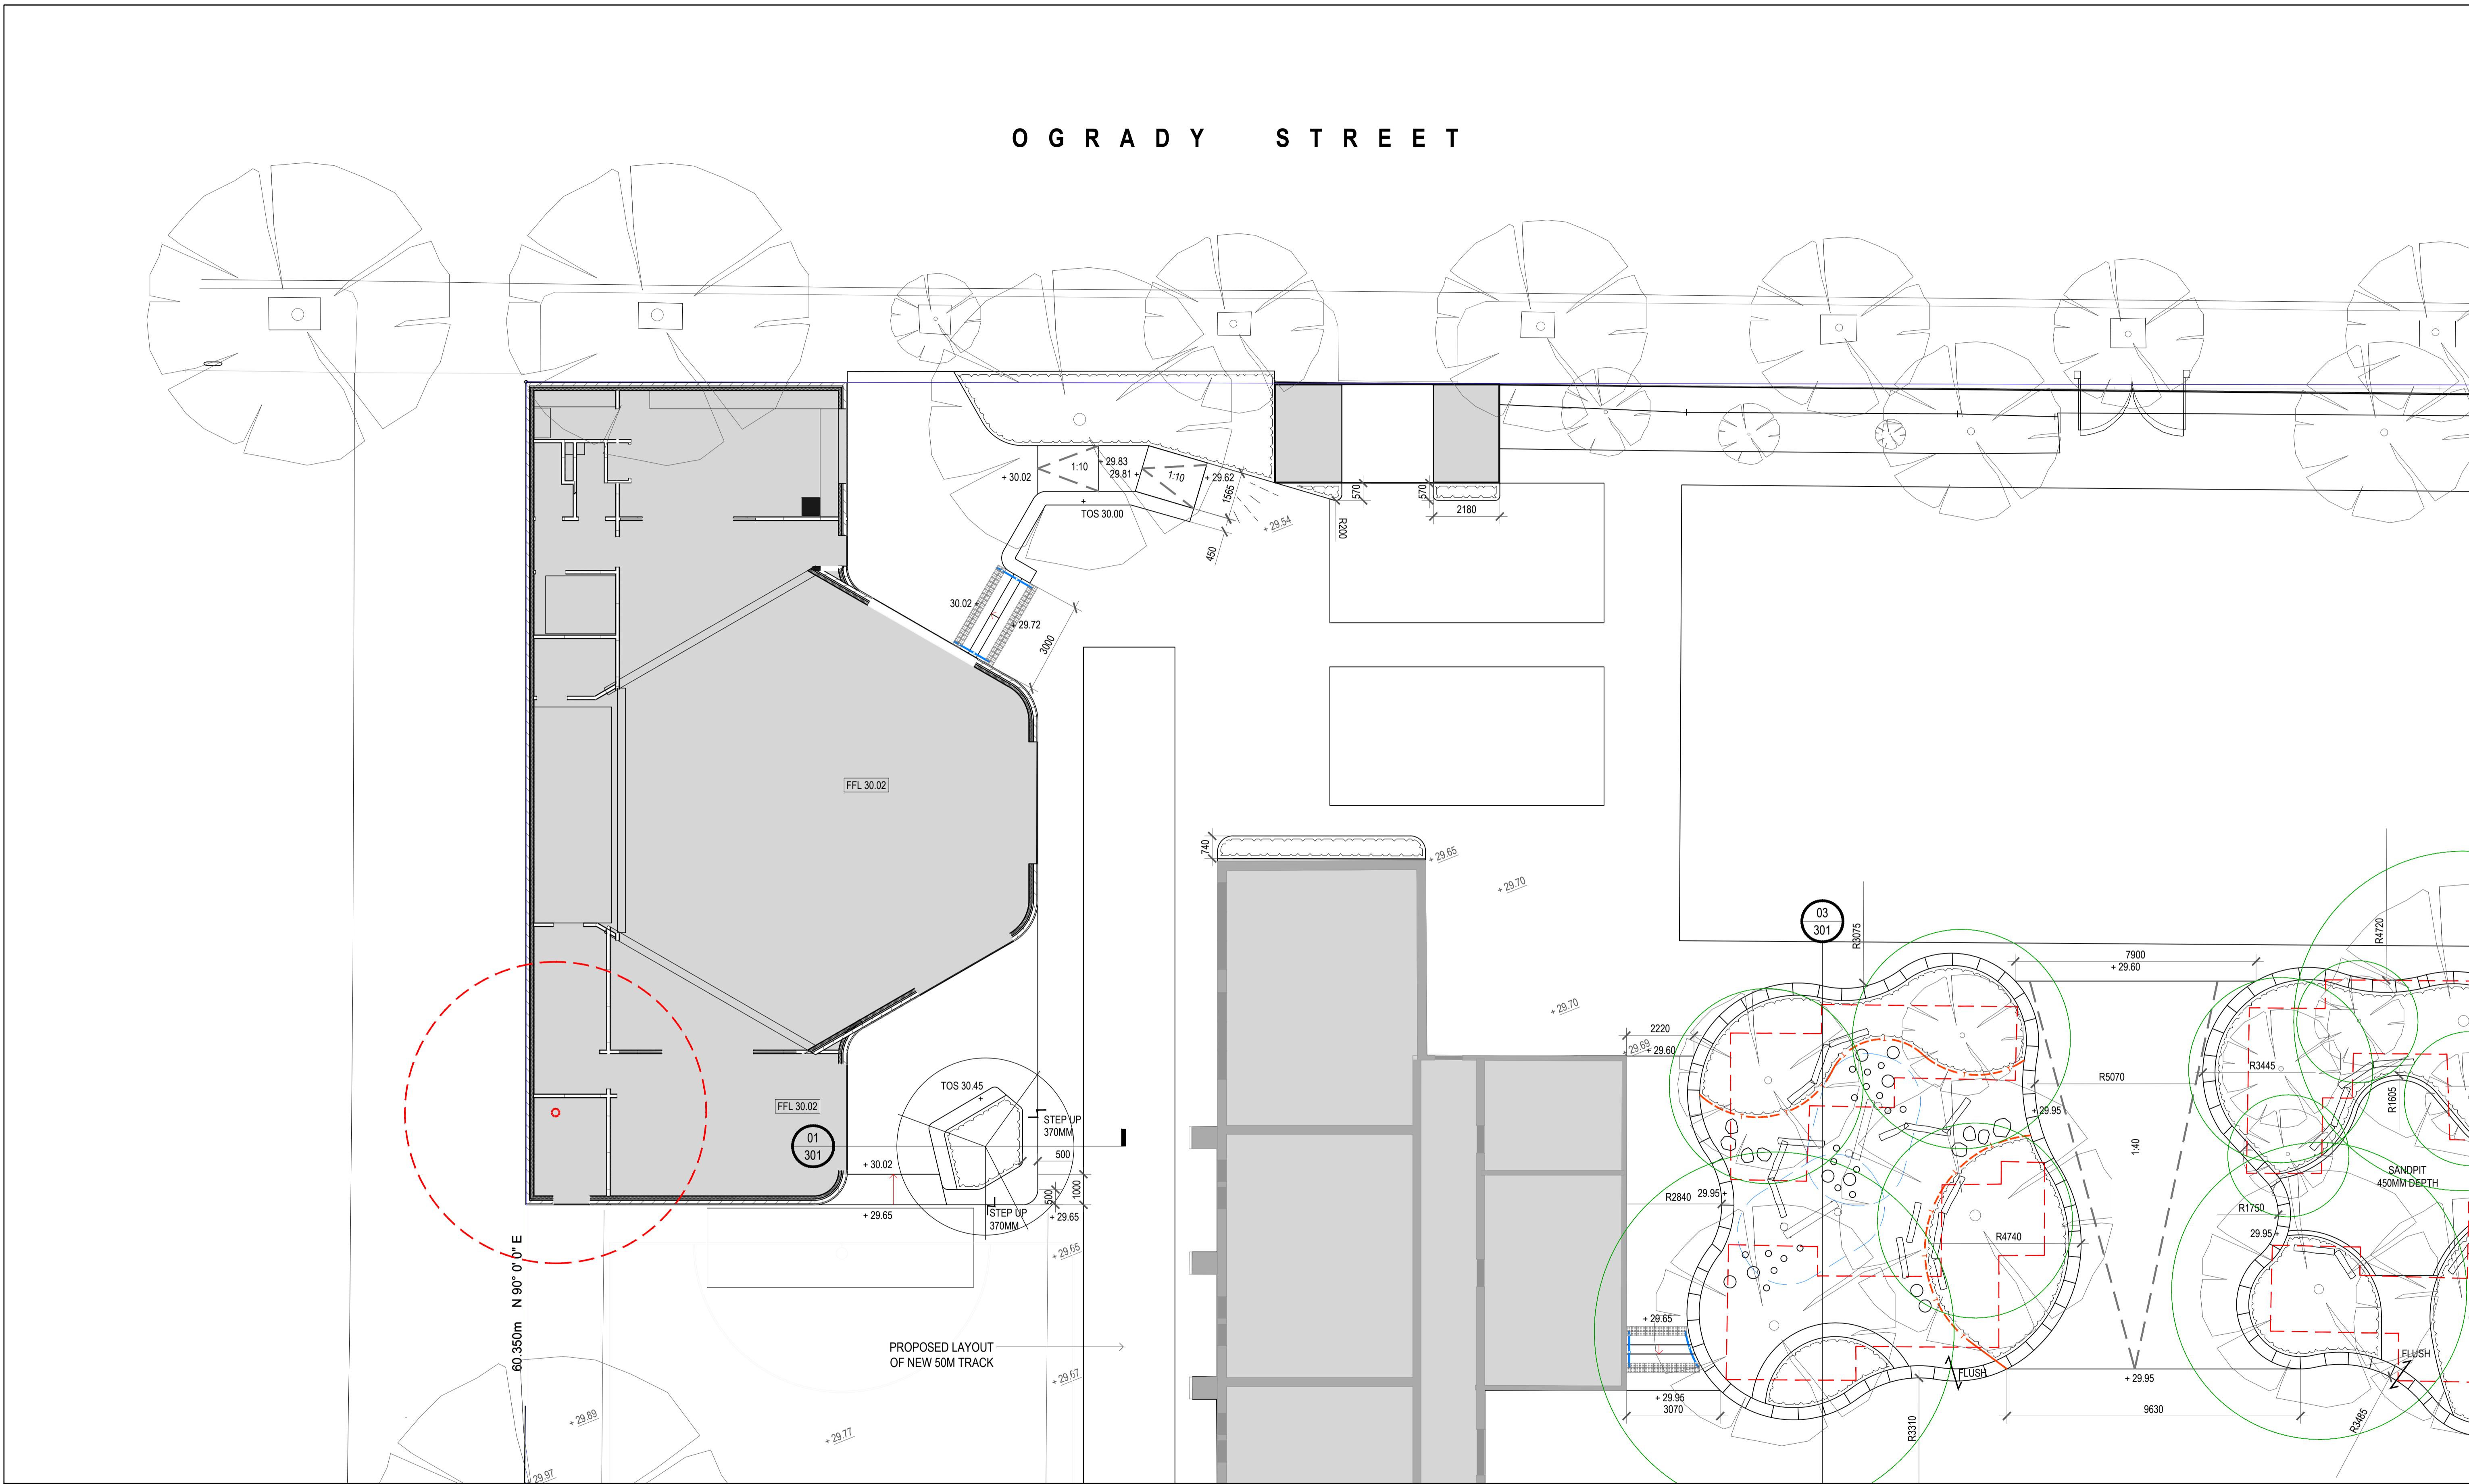 OGRADY STREET
+ 30.02
1:10
+ 29.83
29.81 +
1:10
+ 29.62
1565
+ 29.54
TOS 30.00
450
R200
570
570
2180
30.02 +
+ 29.72
3000
FFL 30.02
740
+ 29.65
+ 29.70
+ 29.70
03
301
R3075
7900
+ 29.60
R4720
2220
+ 29.69
+ 29.60
R5070
R3445
R1605
+ 29.95
1:40
TOS 30.45
FFL 30.02
01
301
STEP UP
370MM
500
+ 30.02
500
1000
+ 29.65
STEP UP
370MM
+ 29.65
+ 29.65
SANDPIT
450MM DEPTH
R2840
29.95 +
R1750
29.95 +
R4740
60.350m N 90° 0' 0" E
PROPOSED LAYOUT
OF NEW 50M TRACK
+ 29.65
+ 29.67
FLUSH
FLUSH
+ 29.95
+ 29.95
3070
9630
R3310
R3485
+ 29.89
+ 29.77
29.97